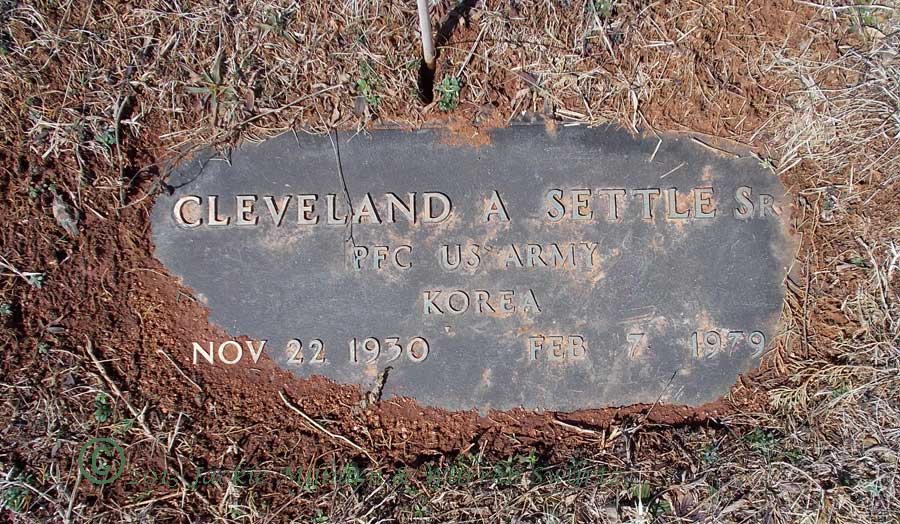 CLEVELAND A SETTLE SR
PFC US ARMY
KOREA
NOV 22 1930 FEB 7 1979
©